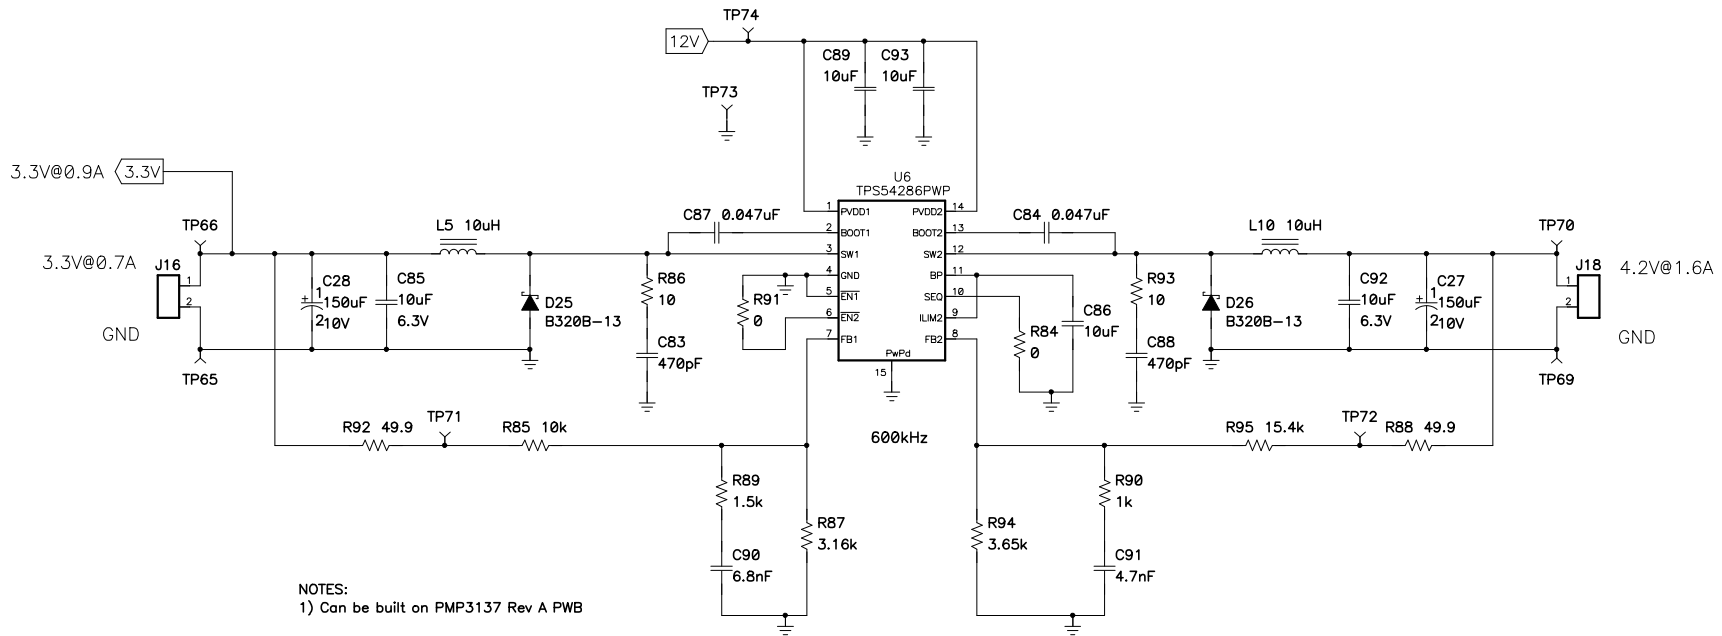 TP74
12V
C89
10uF
C93
10uF
TP73
3.3V@0.9A
3.3V
U6
TPS54286PWP
1
PVDD1
PVDD2
14
2
BOOT1
BOOT2
13
3
SW1
SW2
12
4
GND
BP
11
5
EN1
SEQ
10
6
EN2
ILIM2
9
7
FB1
FB2
8
PwPd
15
600kHz
C87 0.047uF
C84 0.047uF
TP66
L5 10uH
L10 10uH
TP70
3.3V@0.7A
J16
1
2
GND
TP65
C28
150uF
10V
+
1
2
C85
10uF
6.3V
D25
B320B-13
R86
10
C83
470pF
R91
0
R84
0
C86
10uF
R93
10
C88
470pF
D26
B320B-13
C92
10uF
6.3V
C27
150uF
10V
+
1
2
J18
1
2
4.2V@1.6A
GND
TP69
R92 49.9
TP71
R85 10k
R95 15.4k
TP72
R88 49.9
R89
1.5k
R87
3.16k
C90
6.8nF
R94
3.65k
R90
1k
C91
4.7nF
NOTES:
1) Can be built on PMP3137 Rev A PWB